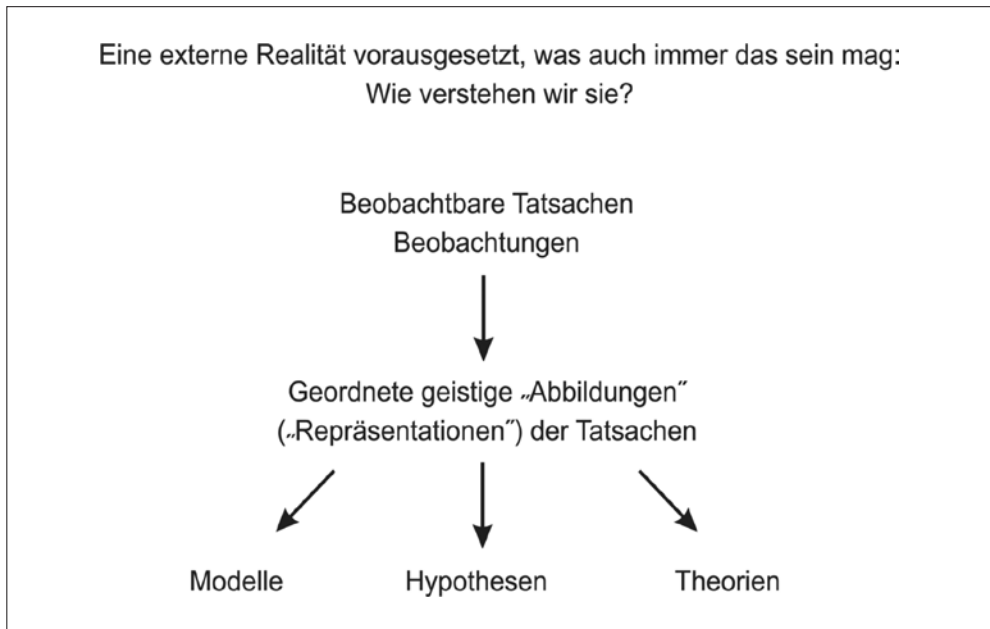 Eine externe Realität vorausgesetzt, was auch immer das sein mag:
Wie verstehen wir sie?
Beobachtbare Tatsachen
Beobachtungen
Geordnete geistige „Abbildungen“
(„Repräsentationen“) der Tatsachen
Modelle Hypothesen Theorien